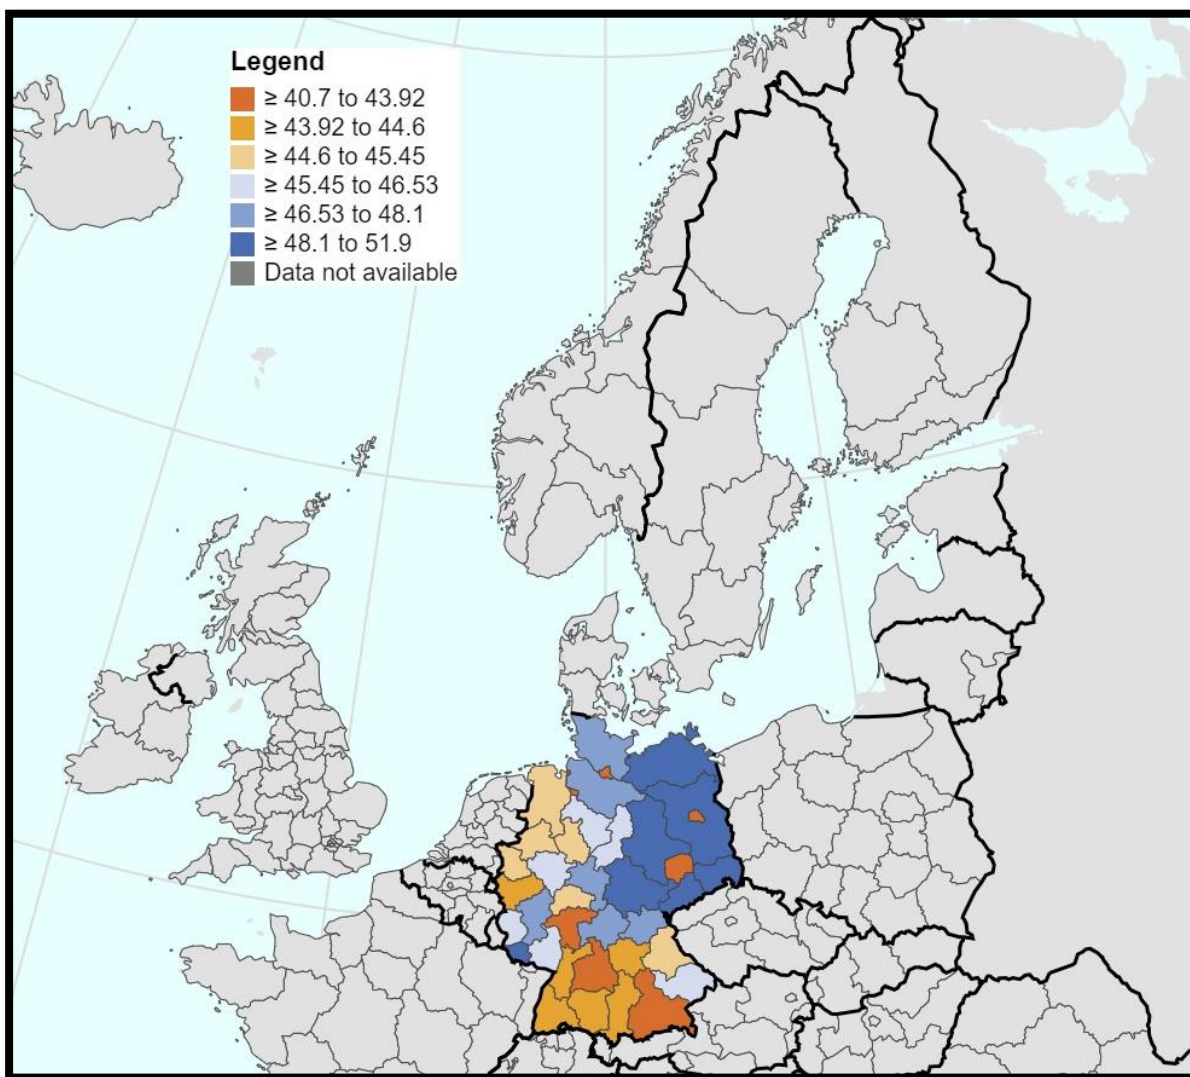 Legend
≥ 40.7 to 43.92
≥ 43.92 to 44.6
≥ 44.6 to 45.45
≥ 45.45 to 46.53
≥ 46.53 to 48.1
≥ 48.1 to 51.9
Data not available